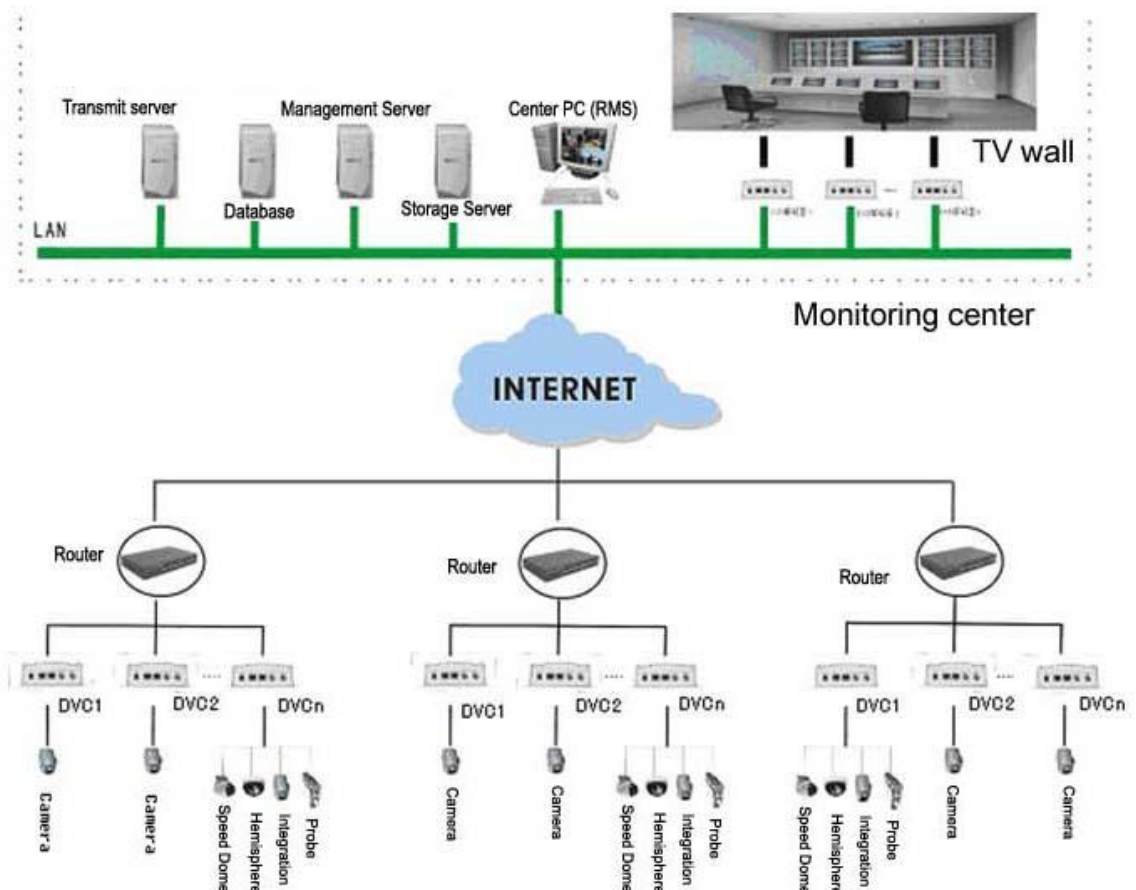 Transmit server
Management Server
Center PC (RMS)
TV wall
Database
Storage Server
LAN
Monitoring center
INTERNET
Router
Router
Router
DVC1
DVC2
DVCn
DVC1
DVC2
DVCn
DVC1
DVC2
DVCn
Camera
Camera
Speed Dome
Hemisphere
Integration
Probe
Camera
Camera
Speed Dome
Hemisphere
Integration
Probe
Speed Dome
Hemisphere
Integration
Probe
Camera
Camera